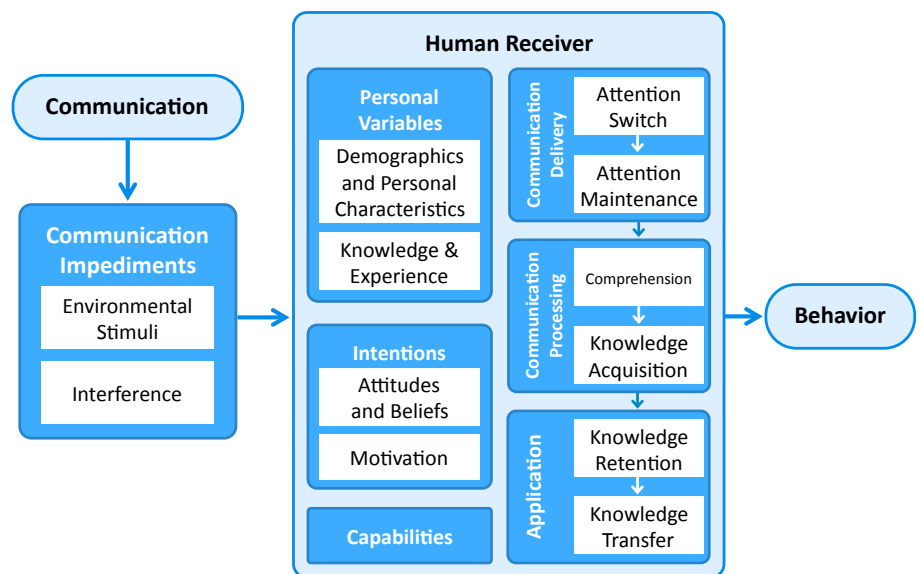 Communication
Communication
Impediments
Environmental
Stimuli
Interference
Human Receiver
Personal
Variables
Demographics
and Personal
Characteristics
Knowledge &
Experience
Intentions
Attitudes
and Beliefs
Motivation
Capabilities
Communication
Delivery
Attention
Switch
Attention
Maintenance
Communication
Processing
Comprehension
Knowledge
Acquisition
Application
Knowledge
Retention
Knowledge
Transfer
Behavior